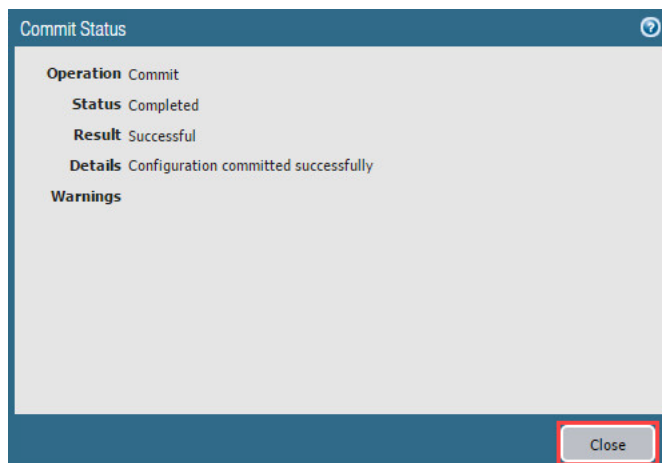 Commit Status
Operation Commit
Status Completed
Result Successful
Details Configuration committed successfully
Warnings
Close